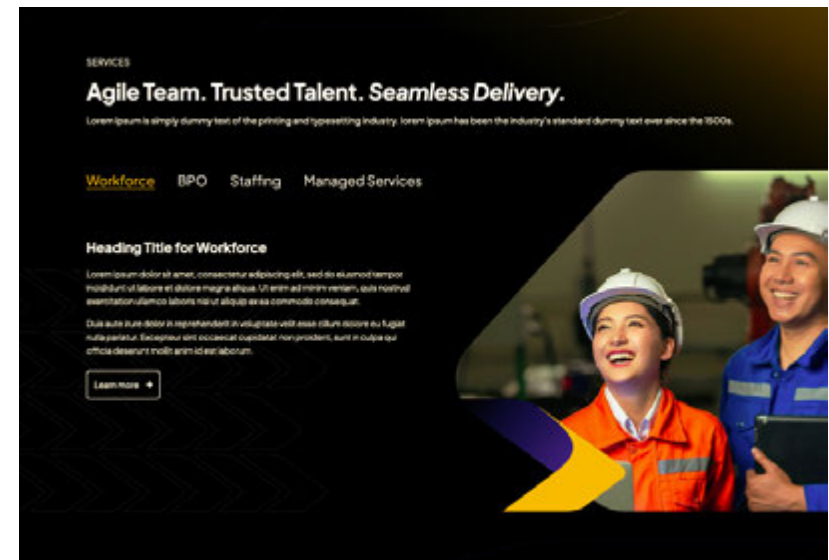 SERVICES
Agile Team. Trusted Talent. Seamless Delivery.
Lorem Ipsum is simply dummy text of the printing and typesetting industry. lorem Ipsum has been the industry's standard dummy text ever since the 1500s.
Workforce BPO Staffing Managed Services
Heading Title for Workforce
Lorem ipsum dolor sit amet, consectetur adipiscing elit, sed do eiusmod tempor
incididunt ut labore et dolore magna aliqua. Ut enim ad minim veniam, quis nostrud
exercitation ullamco laboris nisi ut aliquip ex ea commodo consequat.
Duis aute irure dolor in reprehenderit in voluptate velit esse cillum dolore eu fugiat
nulla pariatur. Excepteur sint occaecat cupidatat non proident, sunt in culpa qui
officia deserunt mollit anim id est laborum.
Learn more →